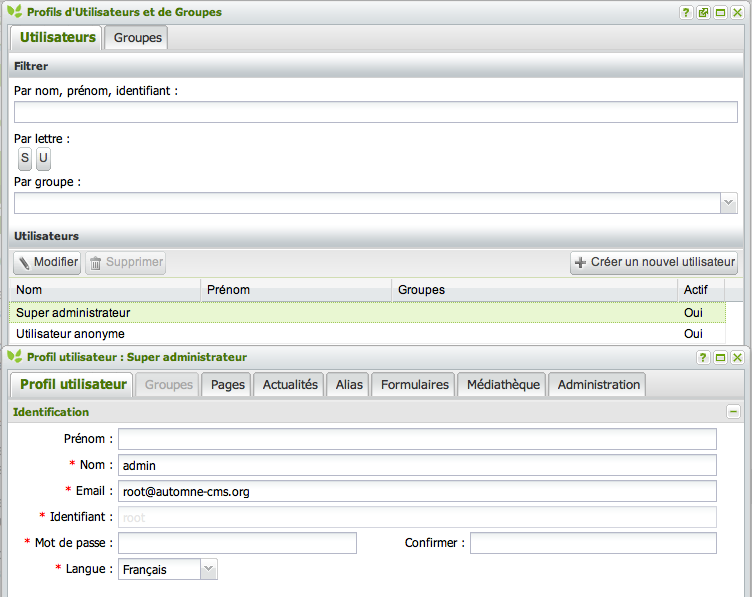 Profils d'Utilisateurs et de Groupes
Utilisateurs Groupes
Filtrer
Par nom, prénom, identifiant :
Par lettre :
S U
Par groupe :
Utilisateurs
Modifier Supprimer Créer un nouvel utilisateur
Nom Prénom Groupes Actif
Super administrateur Oui
Utilisateur anonyme Oui
Profil utilisateur : Super administrateur
Profil utilisateur Groupes Pages Actualités Alias Formulaires Médiathèque Administration
Identification
Prénom :
* Nom : admin
* Email : root@automne-cms.org
* Identifiant : root
* Mot de passe : Confirmer :
* Langue : Français